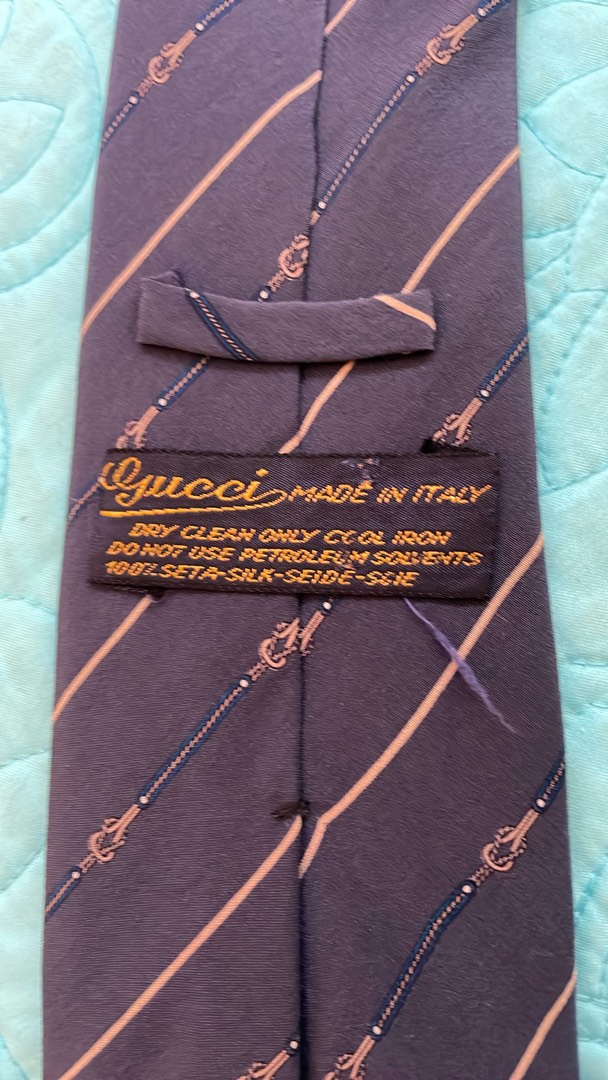 Gucci MADE IN ITALY
DRY CLEAN ONLY COOL IRON
DO NOT USE PETROLEUM SOLVENTS
100% SETA-SILK-SEIDE-SOIE